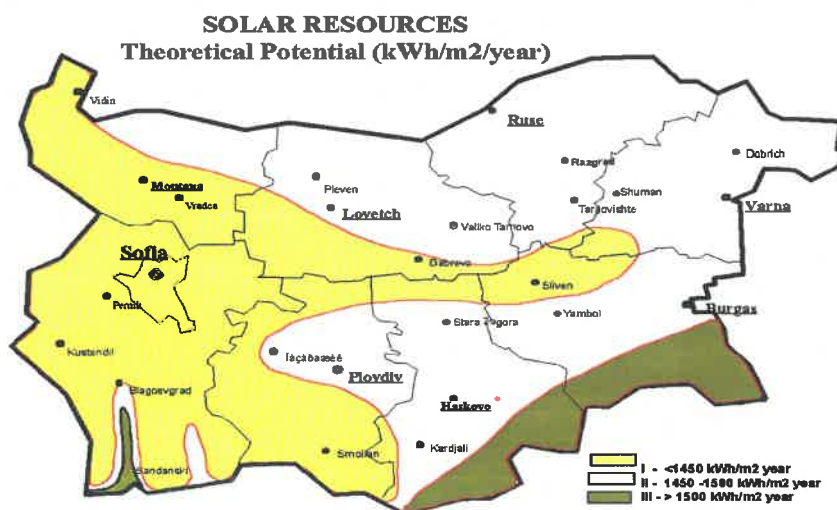 SOLAR RESOURCES
Theoretical Potential (kWh/m2/year)
Vidin
Ruse
Razgrad
Dobrich
Montana
Pleven
Shuman
Vratca
Lovetch
Targovishte
Varna
Valiko Tarnovo
Sofia
Gabrovo
Sliven
Pernik
Burgas
Stara Zagora
Yambol
Kustendil
Plovdiv
Blagoevgrad
Haskovo
Kardjali
Smolian
Sandanski
I - <1450 kWh/m2 year
II - 1450 -1500 kWh/m2 year
III - > 1500 kWh/m2 year